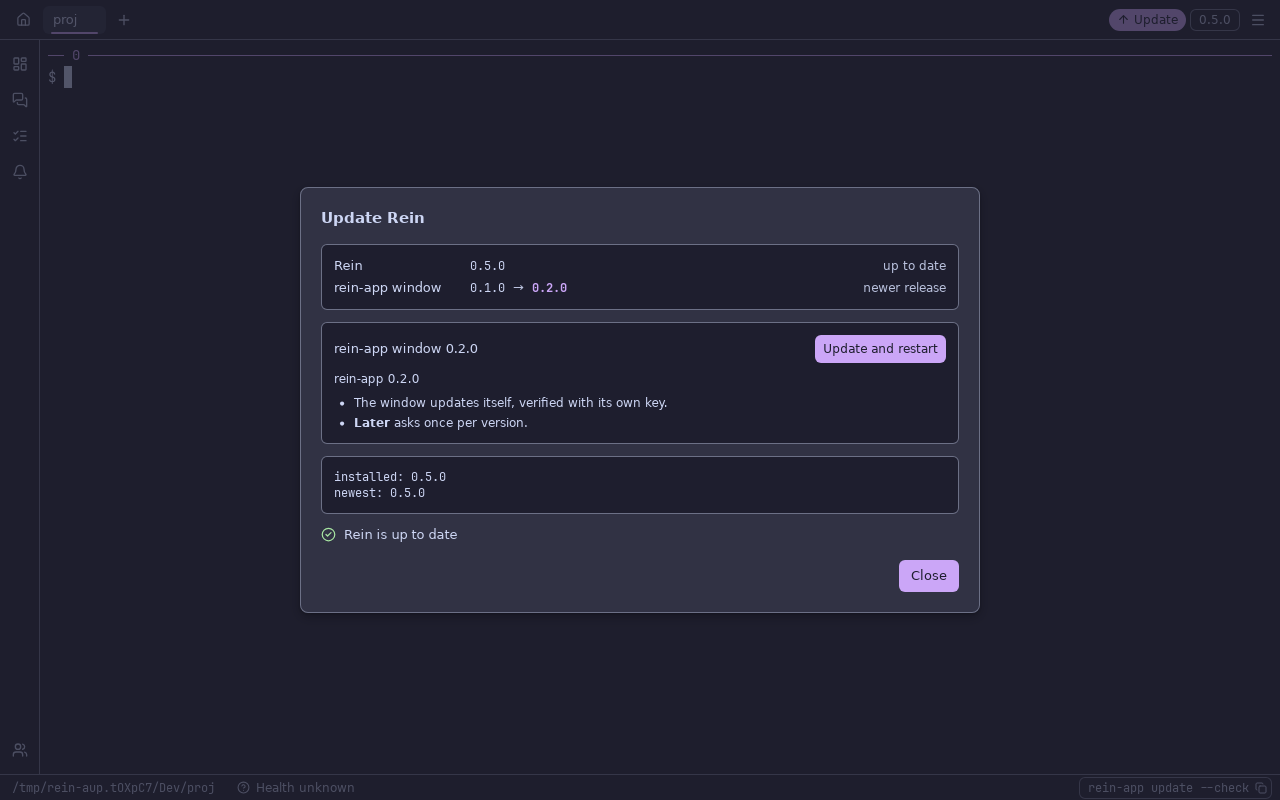 proj
Update
0.5.0
0
$
Update Rein
Rein 0.5.0 up to date
rein-app window 0.1.0 → 0.2.0 newer release
rein-app window 0.2.0 Update and restart
rein-app 0.2.0
• The window updates itself, verified with its own key.
• Later asks once per version.
installed: 0.5.0
newest: 0.5.0
Rein is up to date
Close
/tmp/rein-aup.tOXpC7/Dev/proj
Health unknown
rein-app update --check